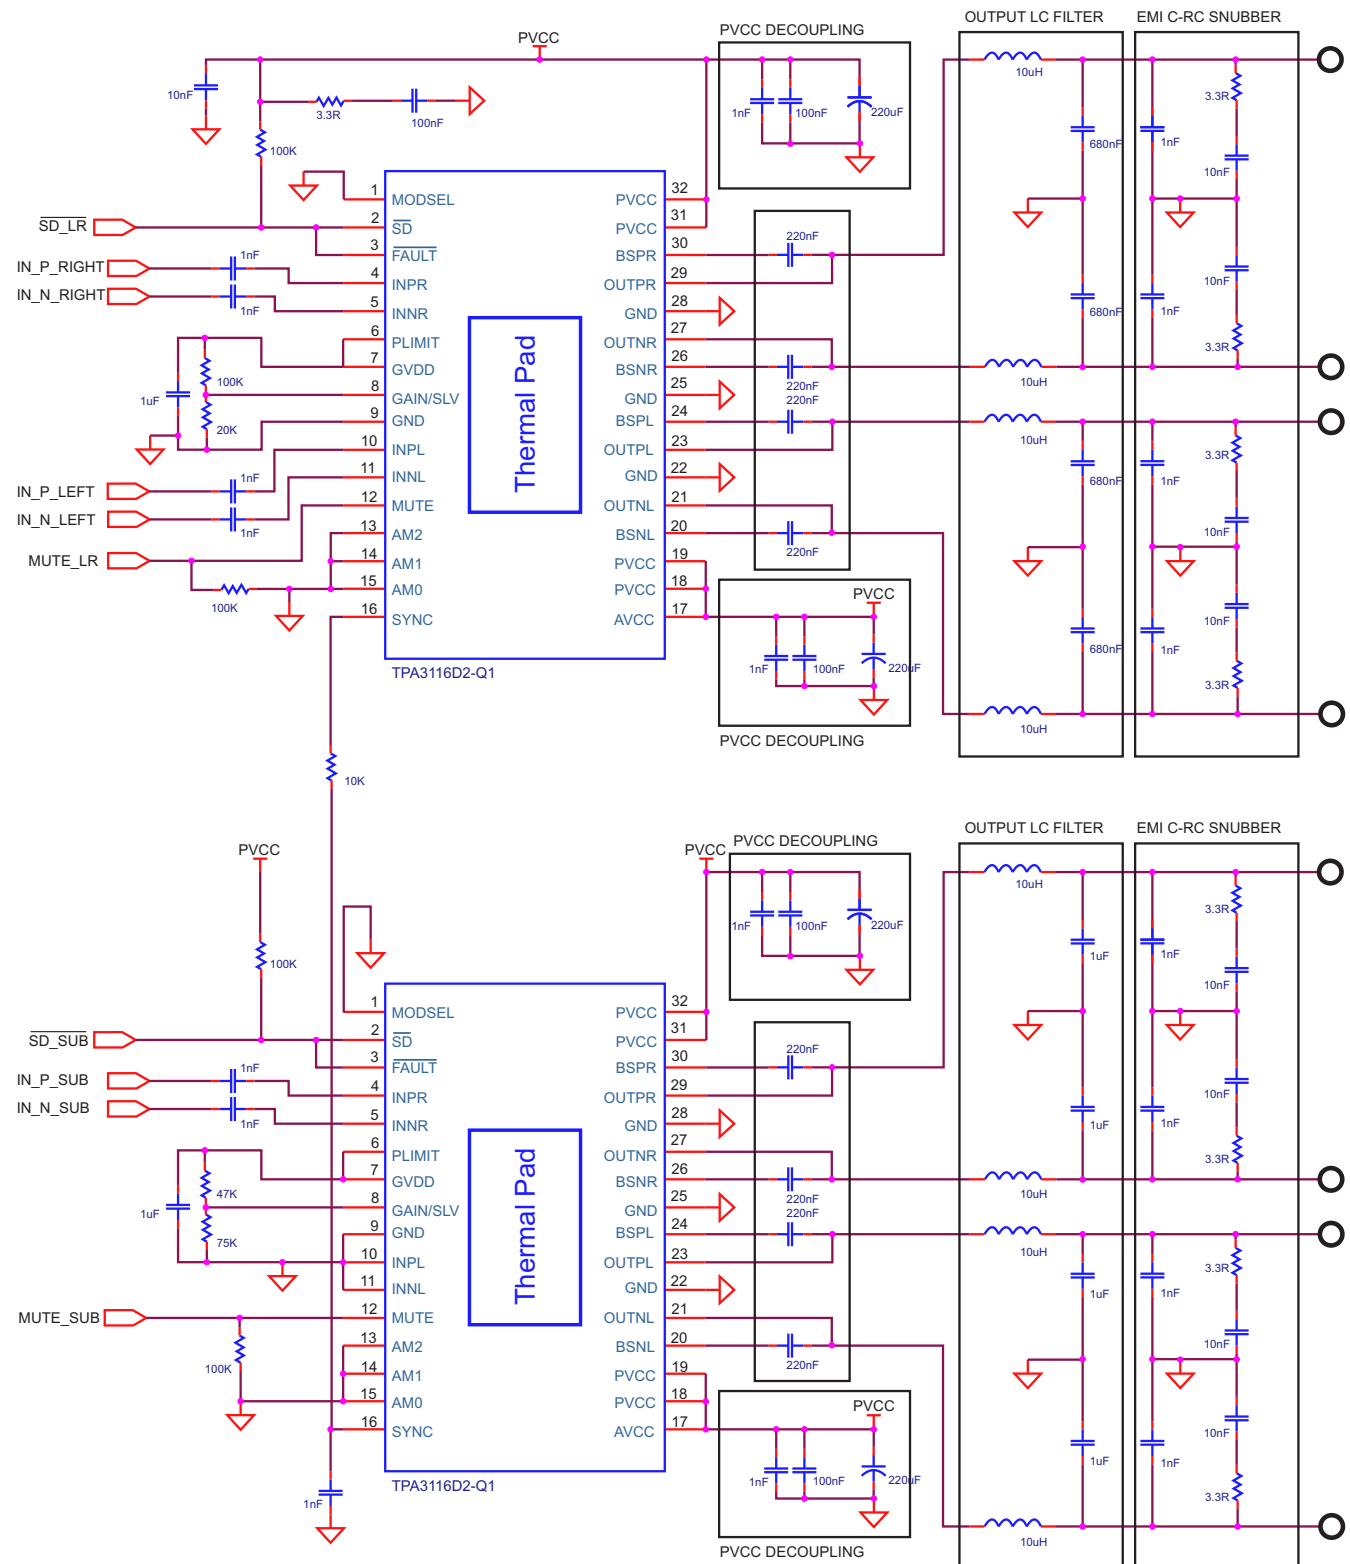 OUTPUT LC FILTER
EMI C-RC SNUBBER
PVCC DECOUPLING
PVCC
10nF
3.3R
100nF
1nF
100nF
220uF
10uH
3.3R
680nF
1nF
10nF
100K
1
MODSEL
PVCC
32
SD_LR
2
SD
PVCC
31
3
FAULT
BSPR
30
220nF
IN_P_RIGHT
1nF
4
INPR
OUTPR
29
10nF
IN_N_RIGHT
1nF
5
INNR
GND
28
680nF
1nF
6
PLIMIT
OUTNR
27
3.3R
7
GVDD
BSNR
26
220nF
10uH
100K
8
GAIN/SLV
GND
25
1uF
220nF
9
GND
BSPL
24
10uH
20K
10
INPL
OUTPL
23
3.3R
1nF
11
INNL
GND
22
680nF
1nF
IN_P_LEFT
12
MUTE
OUTNL
21
IN_N_LEFT
1nF
13
AM2
BSNL
20
220nF
10nF
MUTE_LR
14
AM1
PVCC
19
15
AM0
PVCC
18
PVCC
100K
10nF
16
SYNC
AVCC
17
Thermal Pad
680nF
1nF
TPA3116D2-Q1
1nF
100nF
220uF
3.3R
10uH
PVCC DECOUPLING
10K
OUTPUT LC FILTER
EMI C-RC SNUBBER
PVCC DECOUPLING
PVCC
PVCC
10uH
3.3R
1nF
100nF
220uF
1uF
1nF
100K
10nF
1
MODSEL
PVCC
32
SD_SUB
2
SD
PVCC
31
3
FAULT
BSPR
30
220nF
IN_P_SUB
1nF
4
INPR
OUTPR
29
10nF
IN_N_SUB
1nF
5
INNR
GND
28
1uF
1nF
6
PLIMIT
OUTNR
27
3.3R
7
GVDD
BSNR
26
220nF
10uH
47K
8
GAIN/SLV
GND
25
1uF
220nF
9
GND
BSPL
24
10uH
75K
10
INPL
OUTPL
23
3.3R
11
INNL
GND
22
1uF
1nF
MUTE_SUB
12
MUTE
OUTNL
21
13
AM2
BSNL
20
220nF
10nF
100K
14
AM1
PVCC
19
15
AM0
PVCC
18
PVCC
16
SYNC
AVCC
17
10nF
Thermal Pad
1uF
1nF
TPA3116D2-Q1
1nF
1nF
100nF
220uF
3.3R
10uH
PVCC DECOUPLING